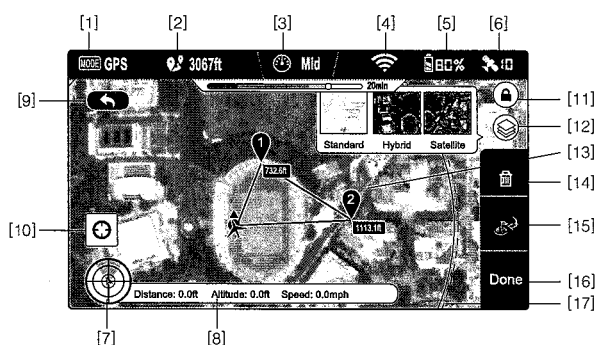 [1] [2] [3] [4] [5] [6]
MODE GPS 3067ft Mid 80% 10
20min
[9] [11]
[12]
Standard Hybrid Satellite
[13]
1
732.6ft
[14]
2
1113.1ft
[10] [15]
Done [16]
Distance: 0.0ft Altitude: 0.0ft Speed: 0.0mph [17]
[7] [8]